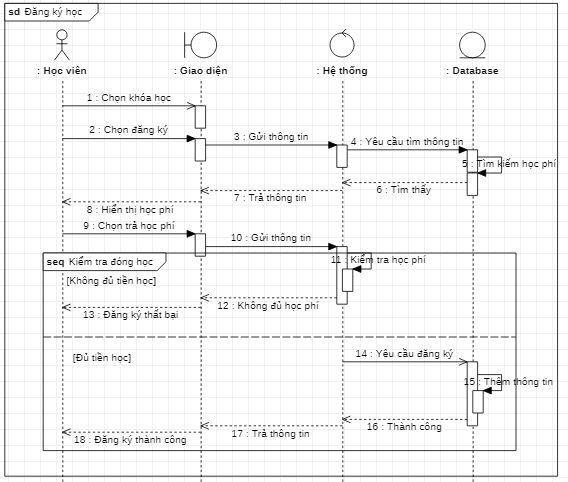 sd Đăng ký học
: Học viên
: Giao diện
: Hệ thống
: Database
1 : Chọn khóa học
2 : Chọn đăng ký
3 : Gửi thông tin
4 : Yêu cầu tìm thông tin
5 : Tìm kiếm học phí
6 : Tìm thấy
7 : Trả thông tin
8 : Hiển thị học phí
9 : Chọn trả học phí
10 : Gửi thông tin
seq Kiểm tra đóng học
11 : Kiểm tra học phí
[Không đủ tiền học]
12 : Không đủ học phí
13 : Đăng ký thất bại
[Đủ tiền học]
14 : Yêu cầu đăng ký
15 : Thêm thông tin
16 : Thành công
17 : Trả thông tin
18 : Đăng ký thành công